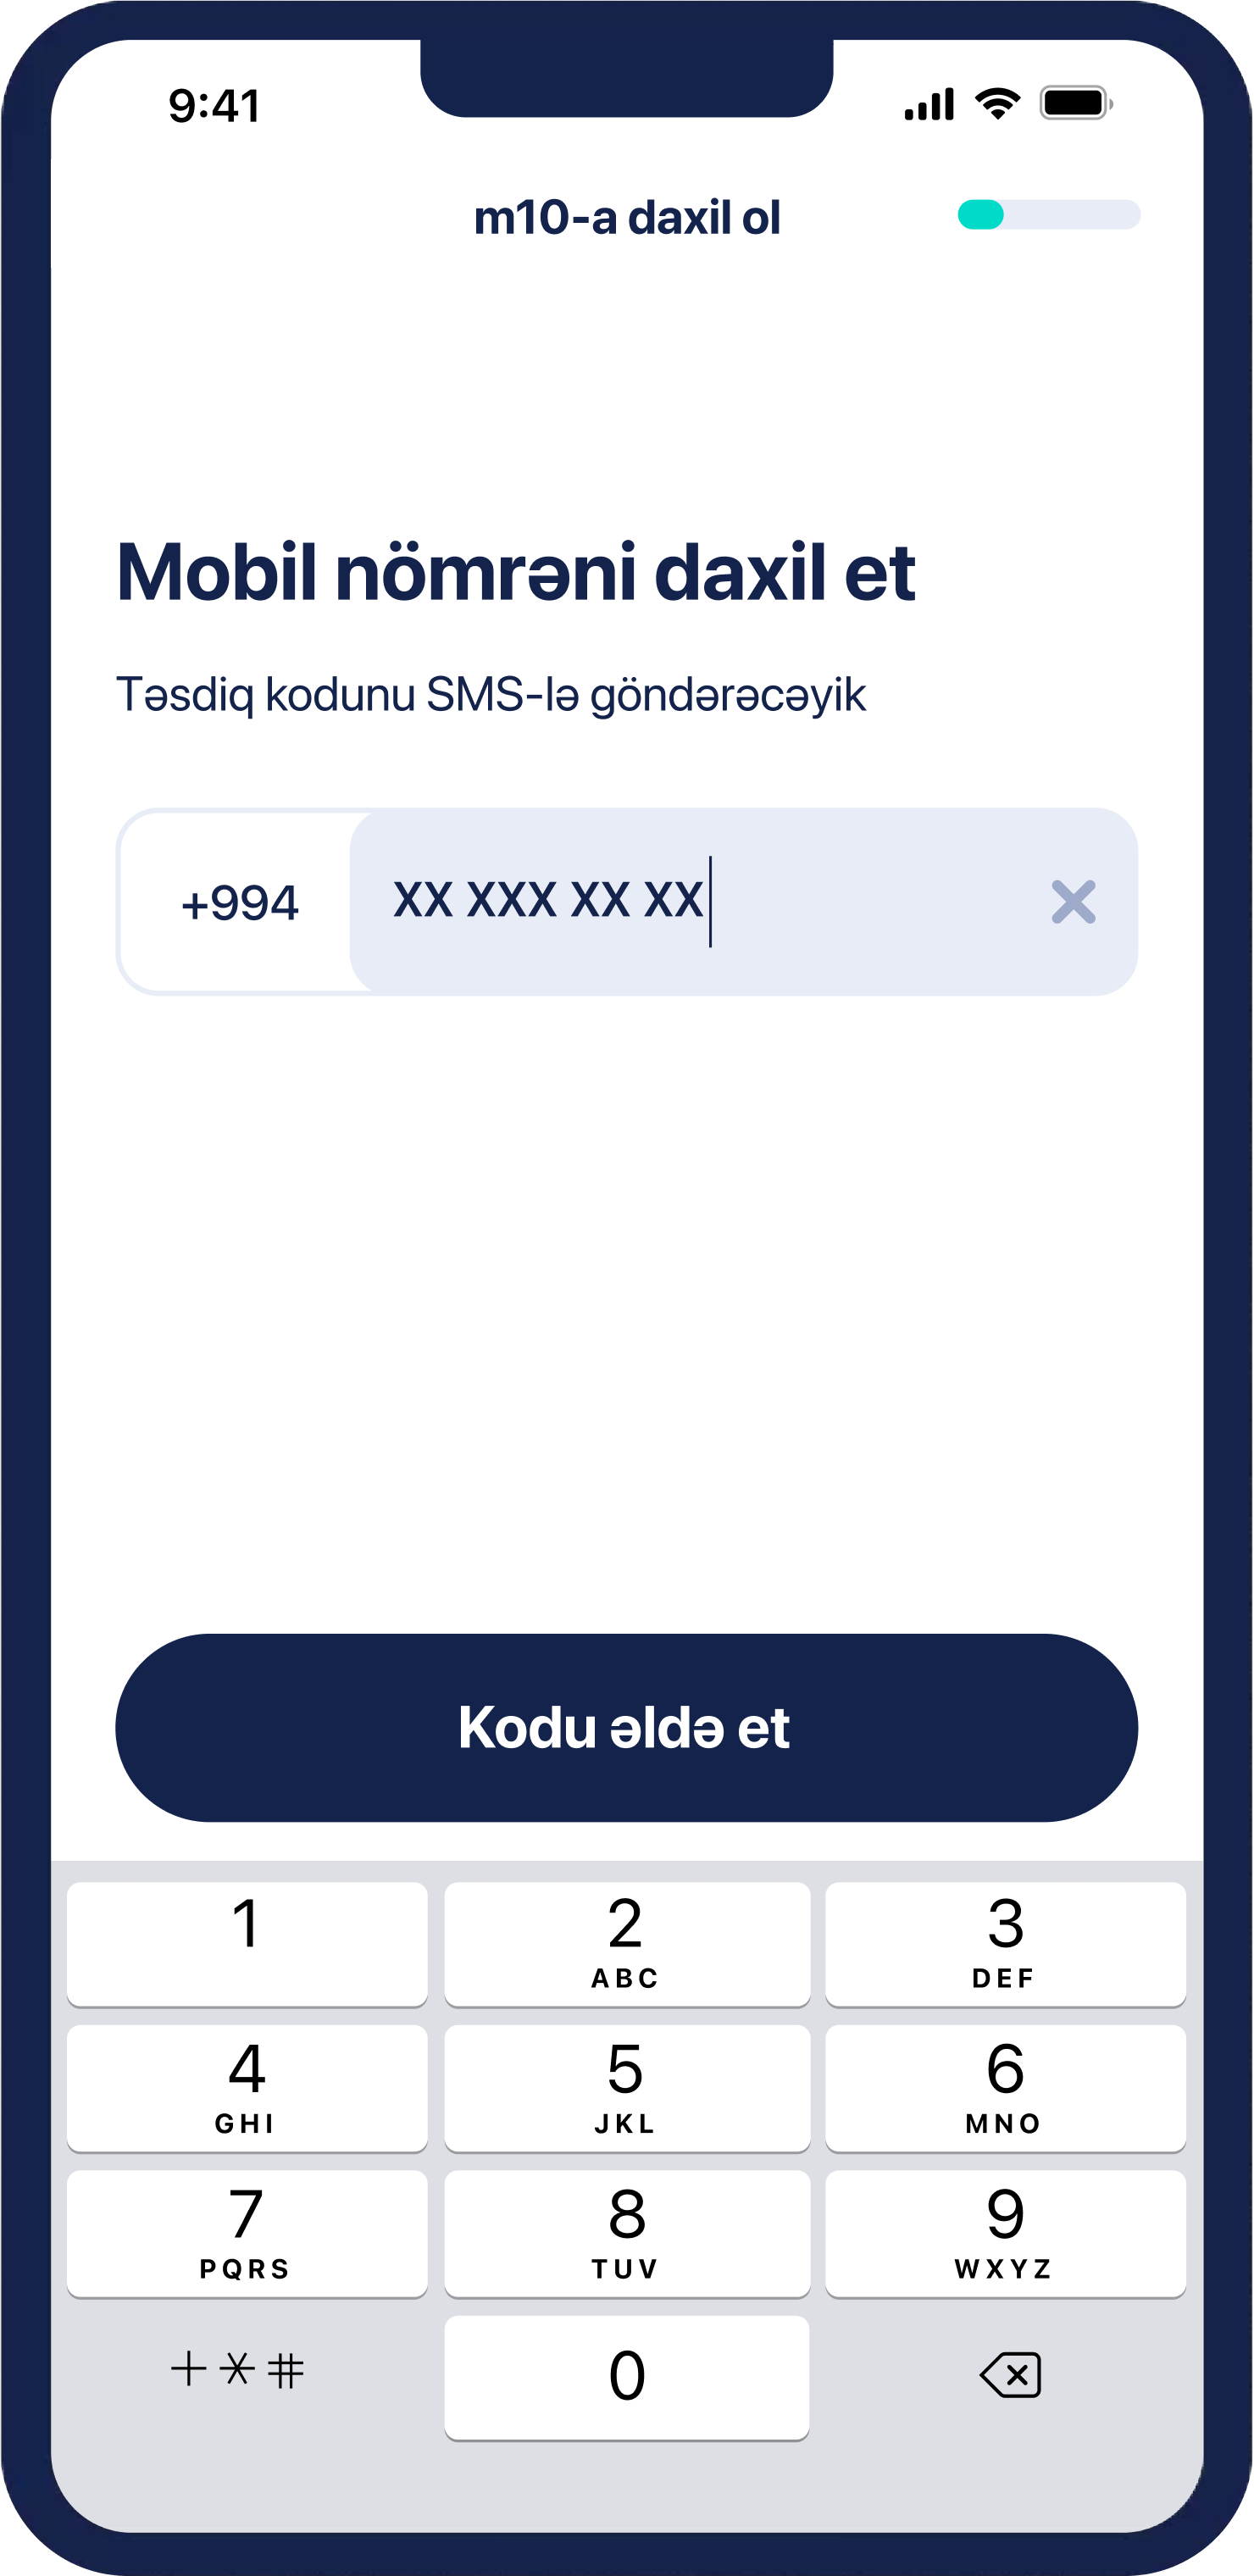 9:41
m10-a daxil ol
Mobil nömrəni daxil et
Təsdiq kodunu SMS-lə göndərəcəyik
+994 XX XXX XX XX
Kodu əldə et
1 2 3
ABC DEF
4 5 6
GHI JKL MNO
7 8 9
PQRS TUV WXYZ
+ * # 0